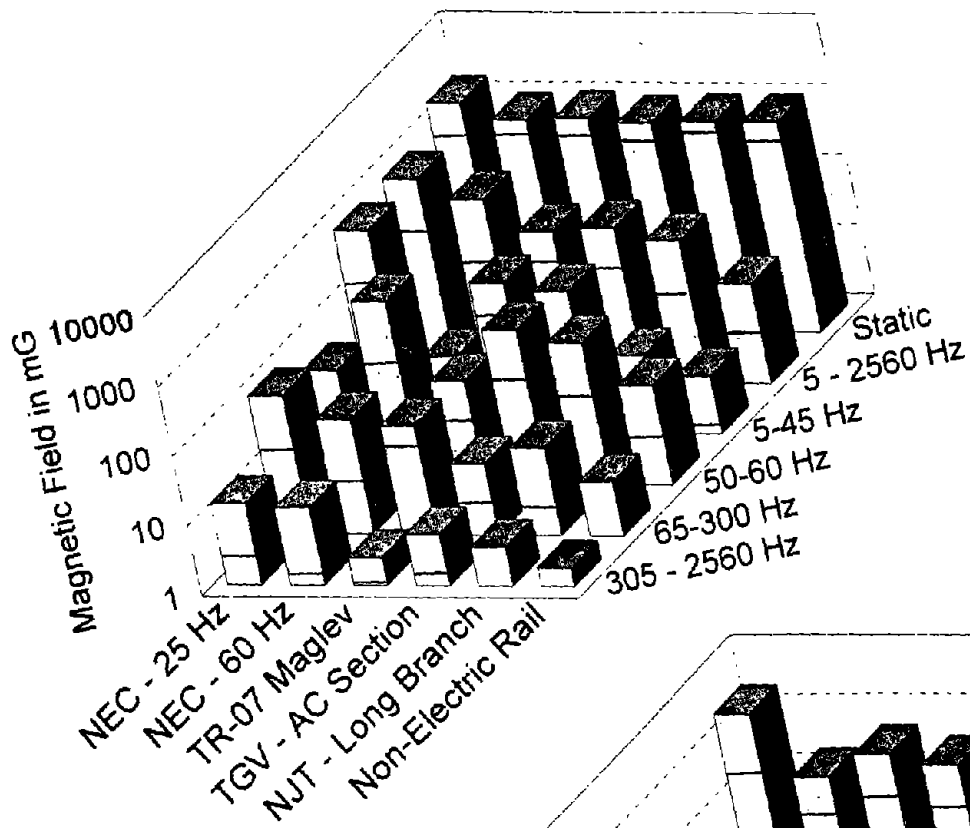 Magnetic Field in mG
10000
1000
100
10
1
NEC - 25 Hz
NEC - 60 Hz
TR-07 Maglev
TGV - AC Section
NJT - Long Branch
Non-Electric Rail
Static
5 - 2560 Hz
5-45 Hz
50-60 Hz
65-300 Hz
305 - 2560 Hz